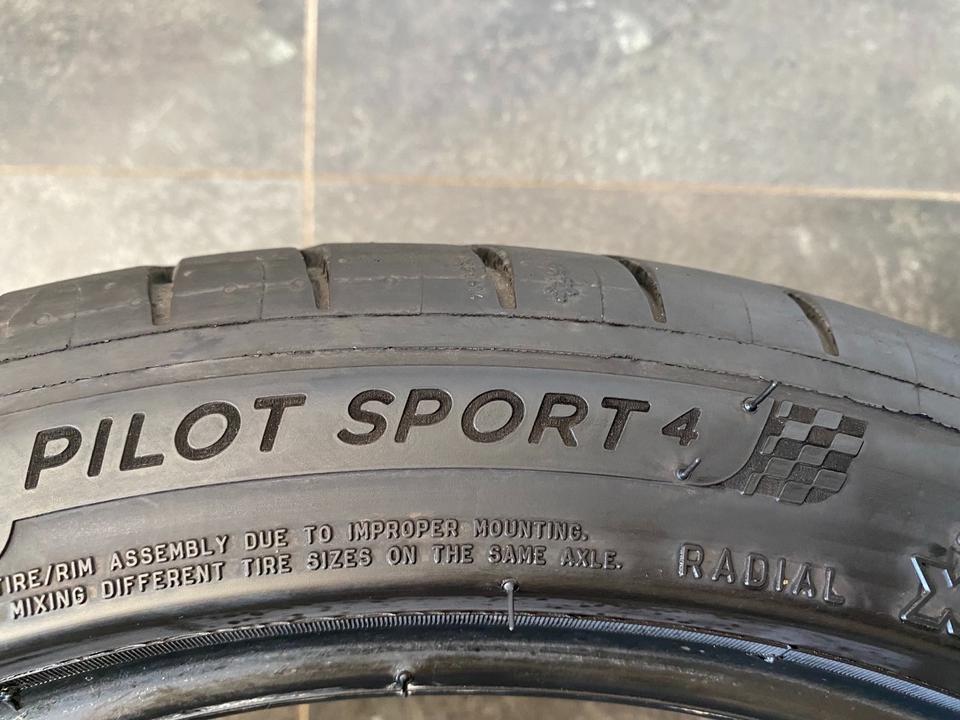 PILOT SPORT 4
TIRE/RIM ASSEMBLY DUE TO IMPROPER MOUNTING.
MIXING DIFFERENT TIRE SIZES ON THE SAME AXLE.
RADIAL